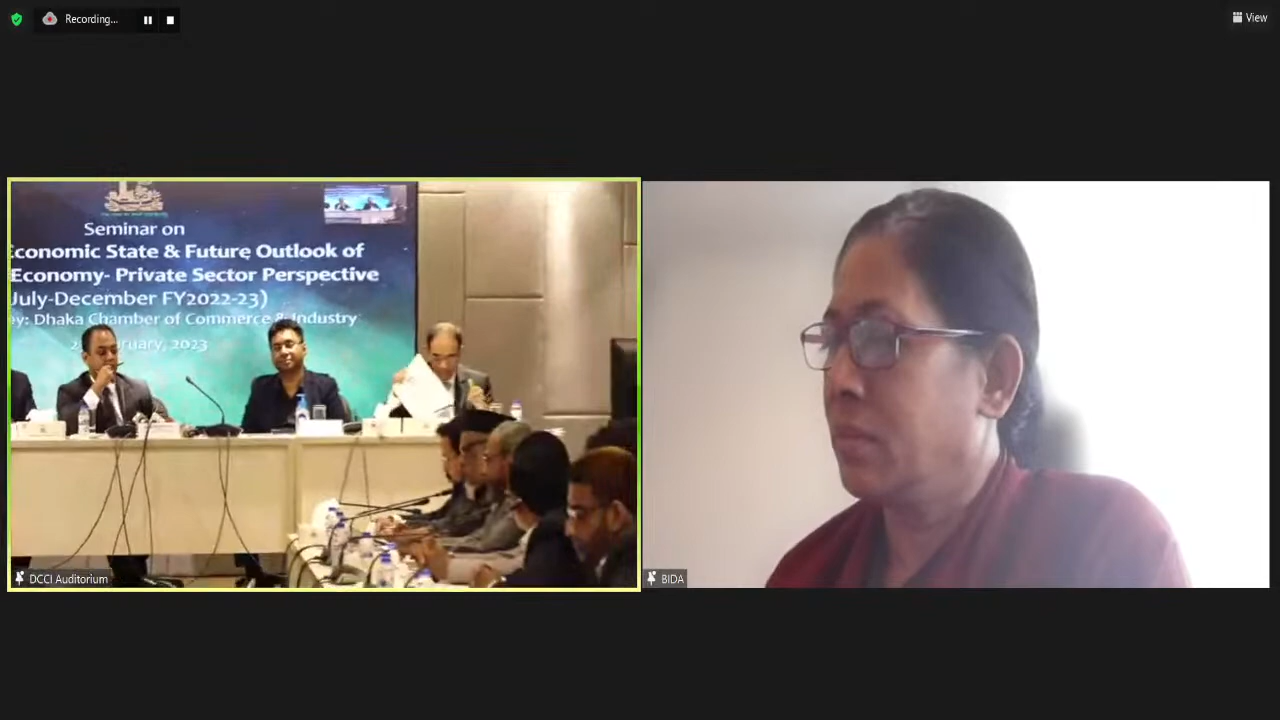 Recording...
View
Seminar on
Economic State & Future Outlook of
Economy- Private Sector Perspective
July-December FY2022-23)
Dhaka Chamber of Commerce & Industry
2023
DCCI Auditorium
BIDA